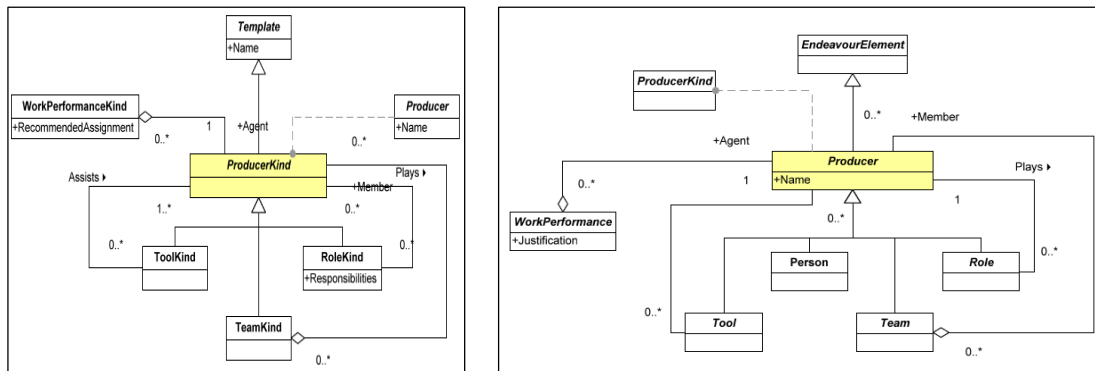 Template
+Name
WorkPerformanceKind
+RecommendedAssignment
Producer
+Name
0..*
1
+Agent
0..*
ProducerKind
Assists
Plays
+Member
1..*
0..*
0..*
0..*
ToolKind
RoleKind
+Responsibilities
TeamKind
0..*
EndeavourElement
ProducerKind
0..*
+Member
+Agent
Producer
+Name
Plays
0..*
1
1
WorkPerformance
+Justification
0..*
Person
Role
0..*
0..*
Tool
Team
0..*